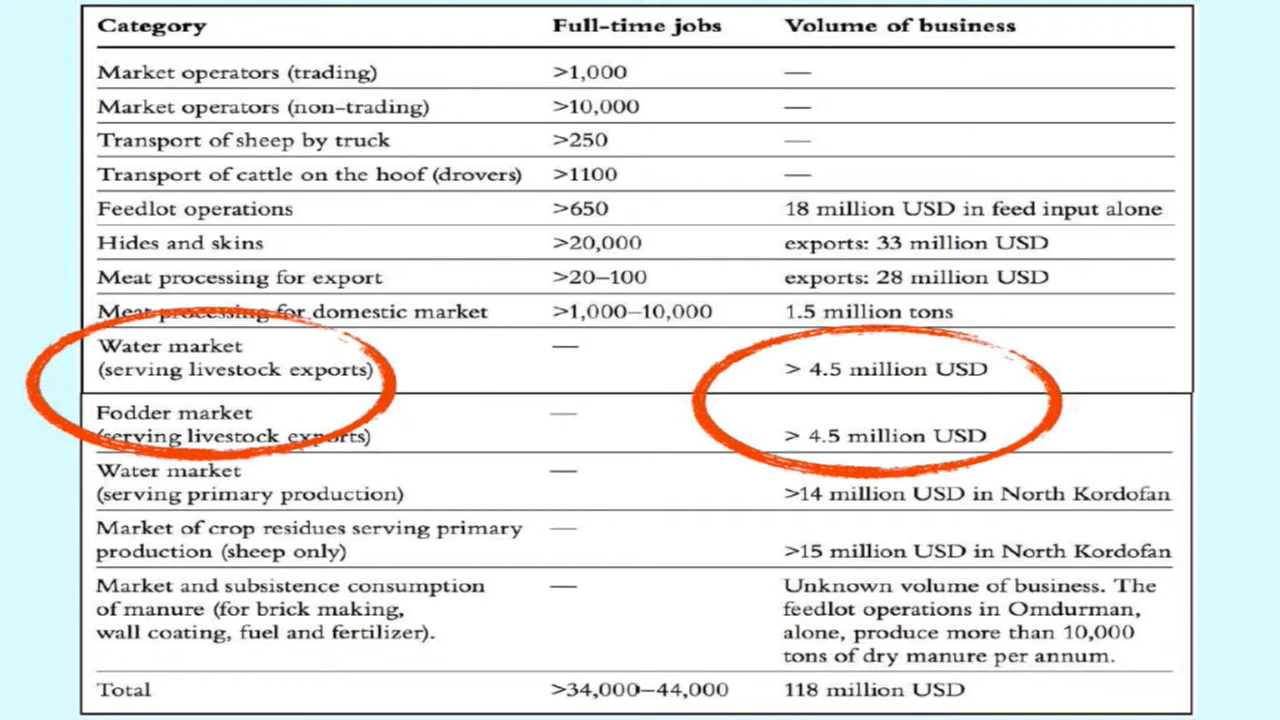 Category Full-time jobs Volume of business
Market operators (trading) >1,000 —
Market operators (non-trading) >10,000 —
Transport of sheep by truck >250 —
Transport of cattle on the hoof (drovers) >1100 —
Feedlot operations >650 18 million USD in feed input alone
Hides and skins >20,000 exports: 33 million USD
Meat processing for export >20–100 exports: 28 million USD
Meat processing for domestic market >1,000–10,000 1.5 million tons
Water market —
(serving livestock exports) > 4.5 million USD
Fodder market —
(serving livestock exports) > 4.5 million USD
Water market —
(serving primary production) >14 million USD in North Kordofan
Market of crop residues serving primary —
production (sheep only) >15 million USD in North Kordofan
Market and subsistence consumption — Unknown volume of business. The
of manure (for brick making, feedlot operations in Omdurman,
wall coating, fuel and fertilizer). alone, produce more than 10,000
tons of dry manure per annum.
Total >34,000–44,000 118 million USD